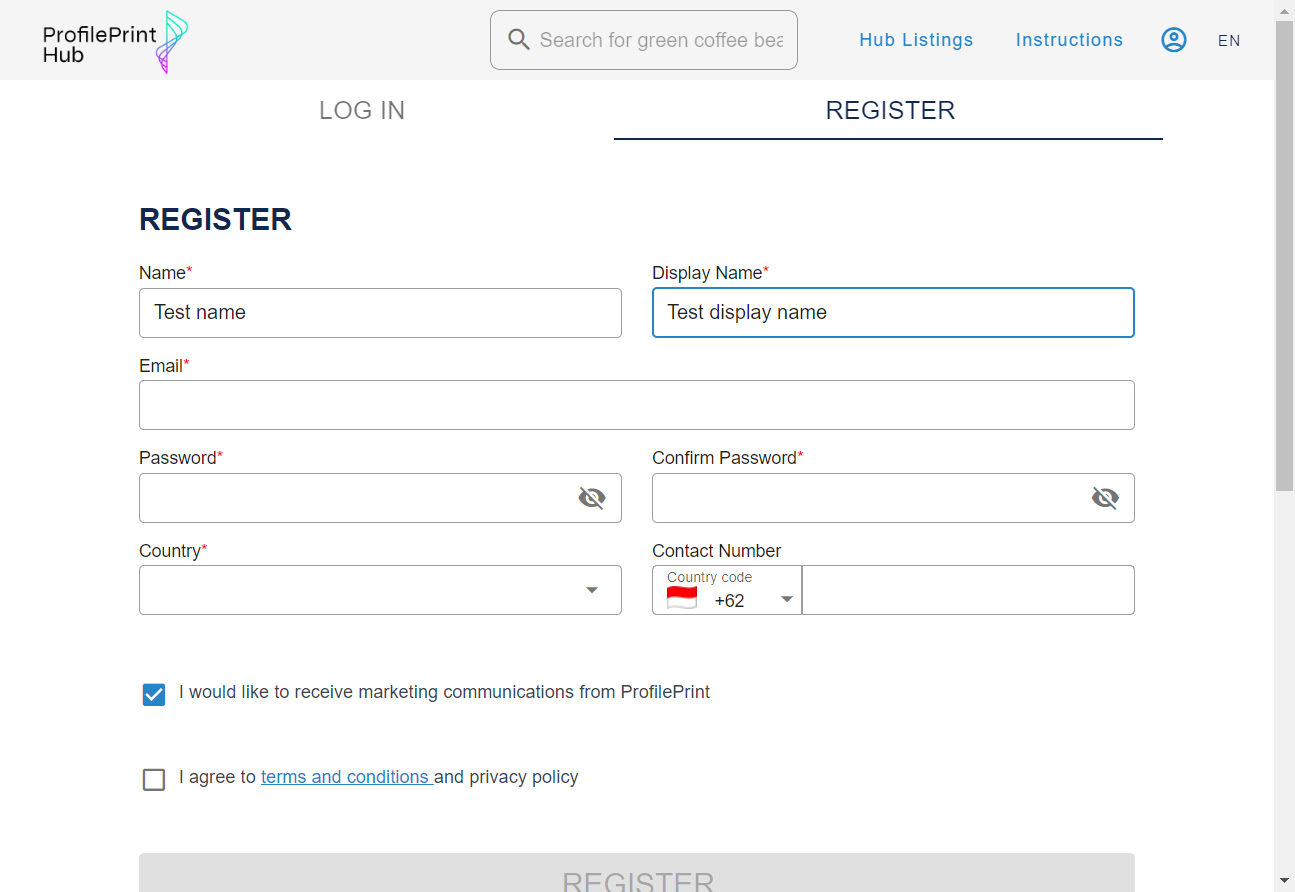 ProfilePrint
Hub
Search for green coffee bea
Hub Listings
Instructions
EN
LOG IN
REGISTER
REGISTER
Name*
Display Name*
Test name
Test display name
Email*
Password*
Confirm Password*
Country*
Contact Number
Country code
+62
I would like to receive marketing communications from ProfilePrint
I agree to terms and conditions and privacy policy
REGISTER